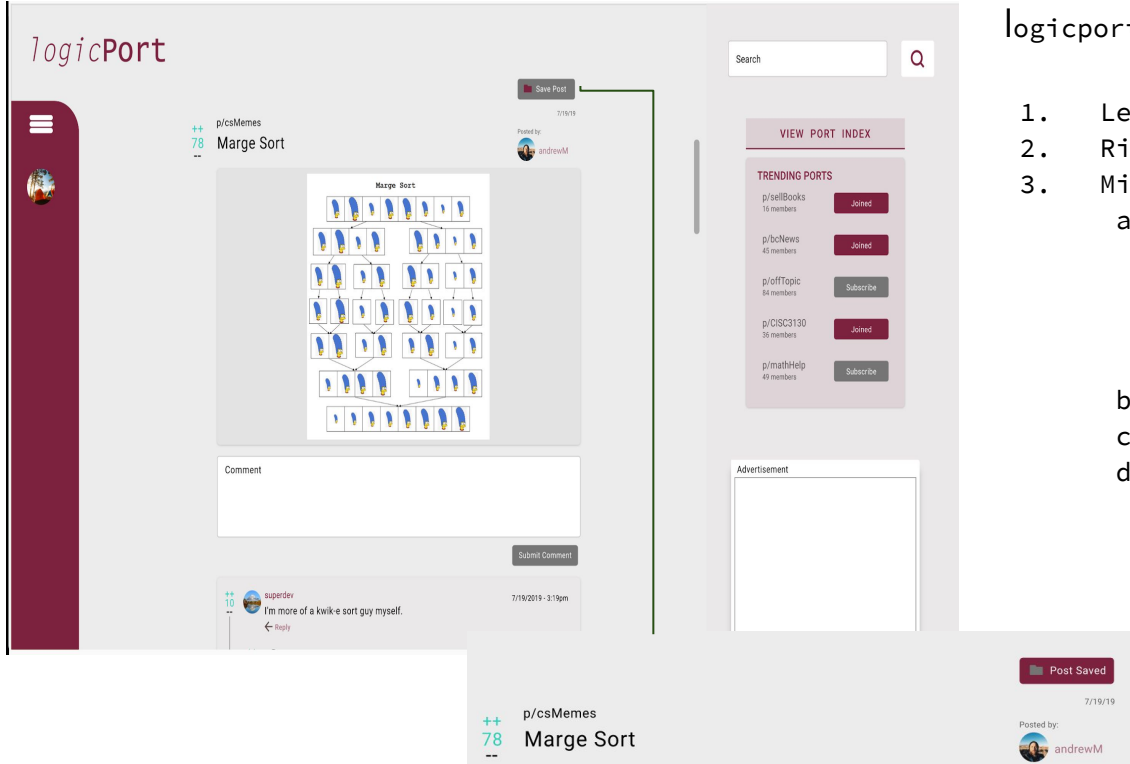 logicPort
Save Post
7/19/19
++
78
--
p/csMemes
Marge Sort
Posted by:
andrewM
Marge Sort
Comment
Submit Comment
++
10
--
superdev
7/19/2019 - 3:19pm
I'm more of a kwik-e sort guy myself.
Reply
Search
VIEW PORT INDEX
TRENDING PORTS
p/sellBooks
16 members
Joined
p/bcNews
45 members
Joined
p/offTopic
84 members
Subscribe
p/CISC3130
36 members
Joined
p/mathHelp
49 members
Subscribe
Advertisement
logicport
1. Le
2. Ri
3. Mi
a
b
c
d
Post Saved
7/19/19
++
78
--
p/csMemes
Marge Sort
Posted by:
andrewM